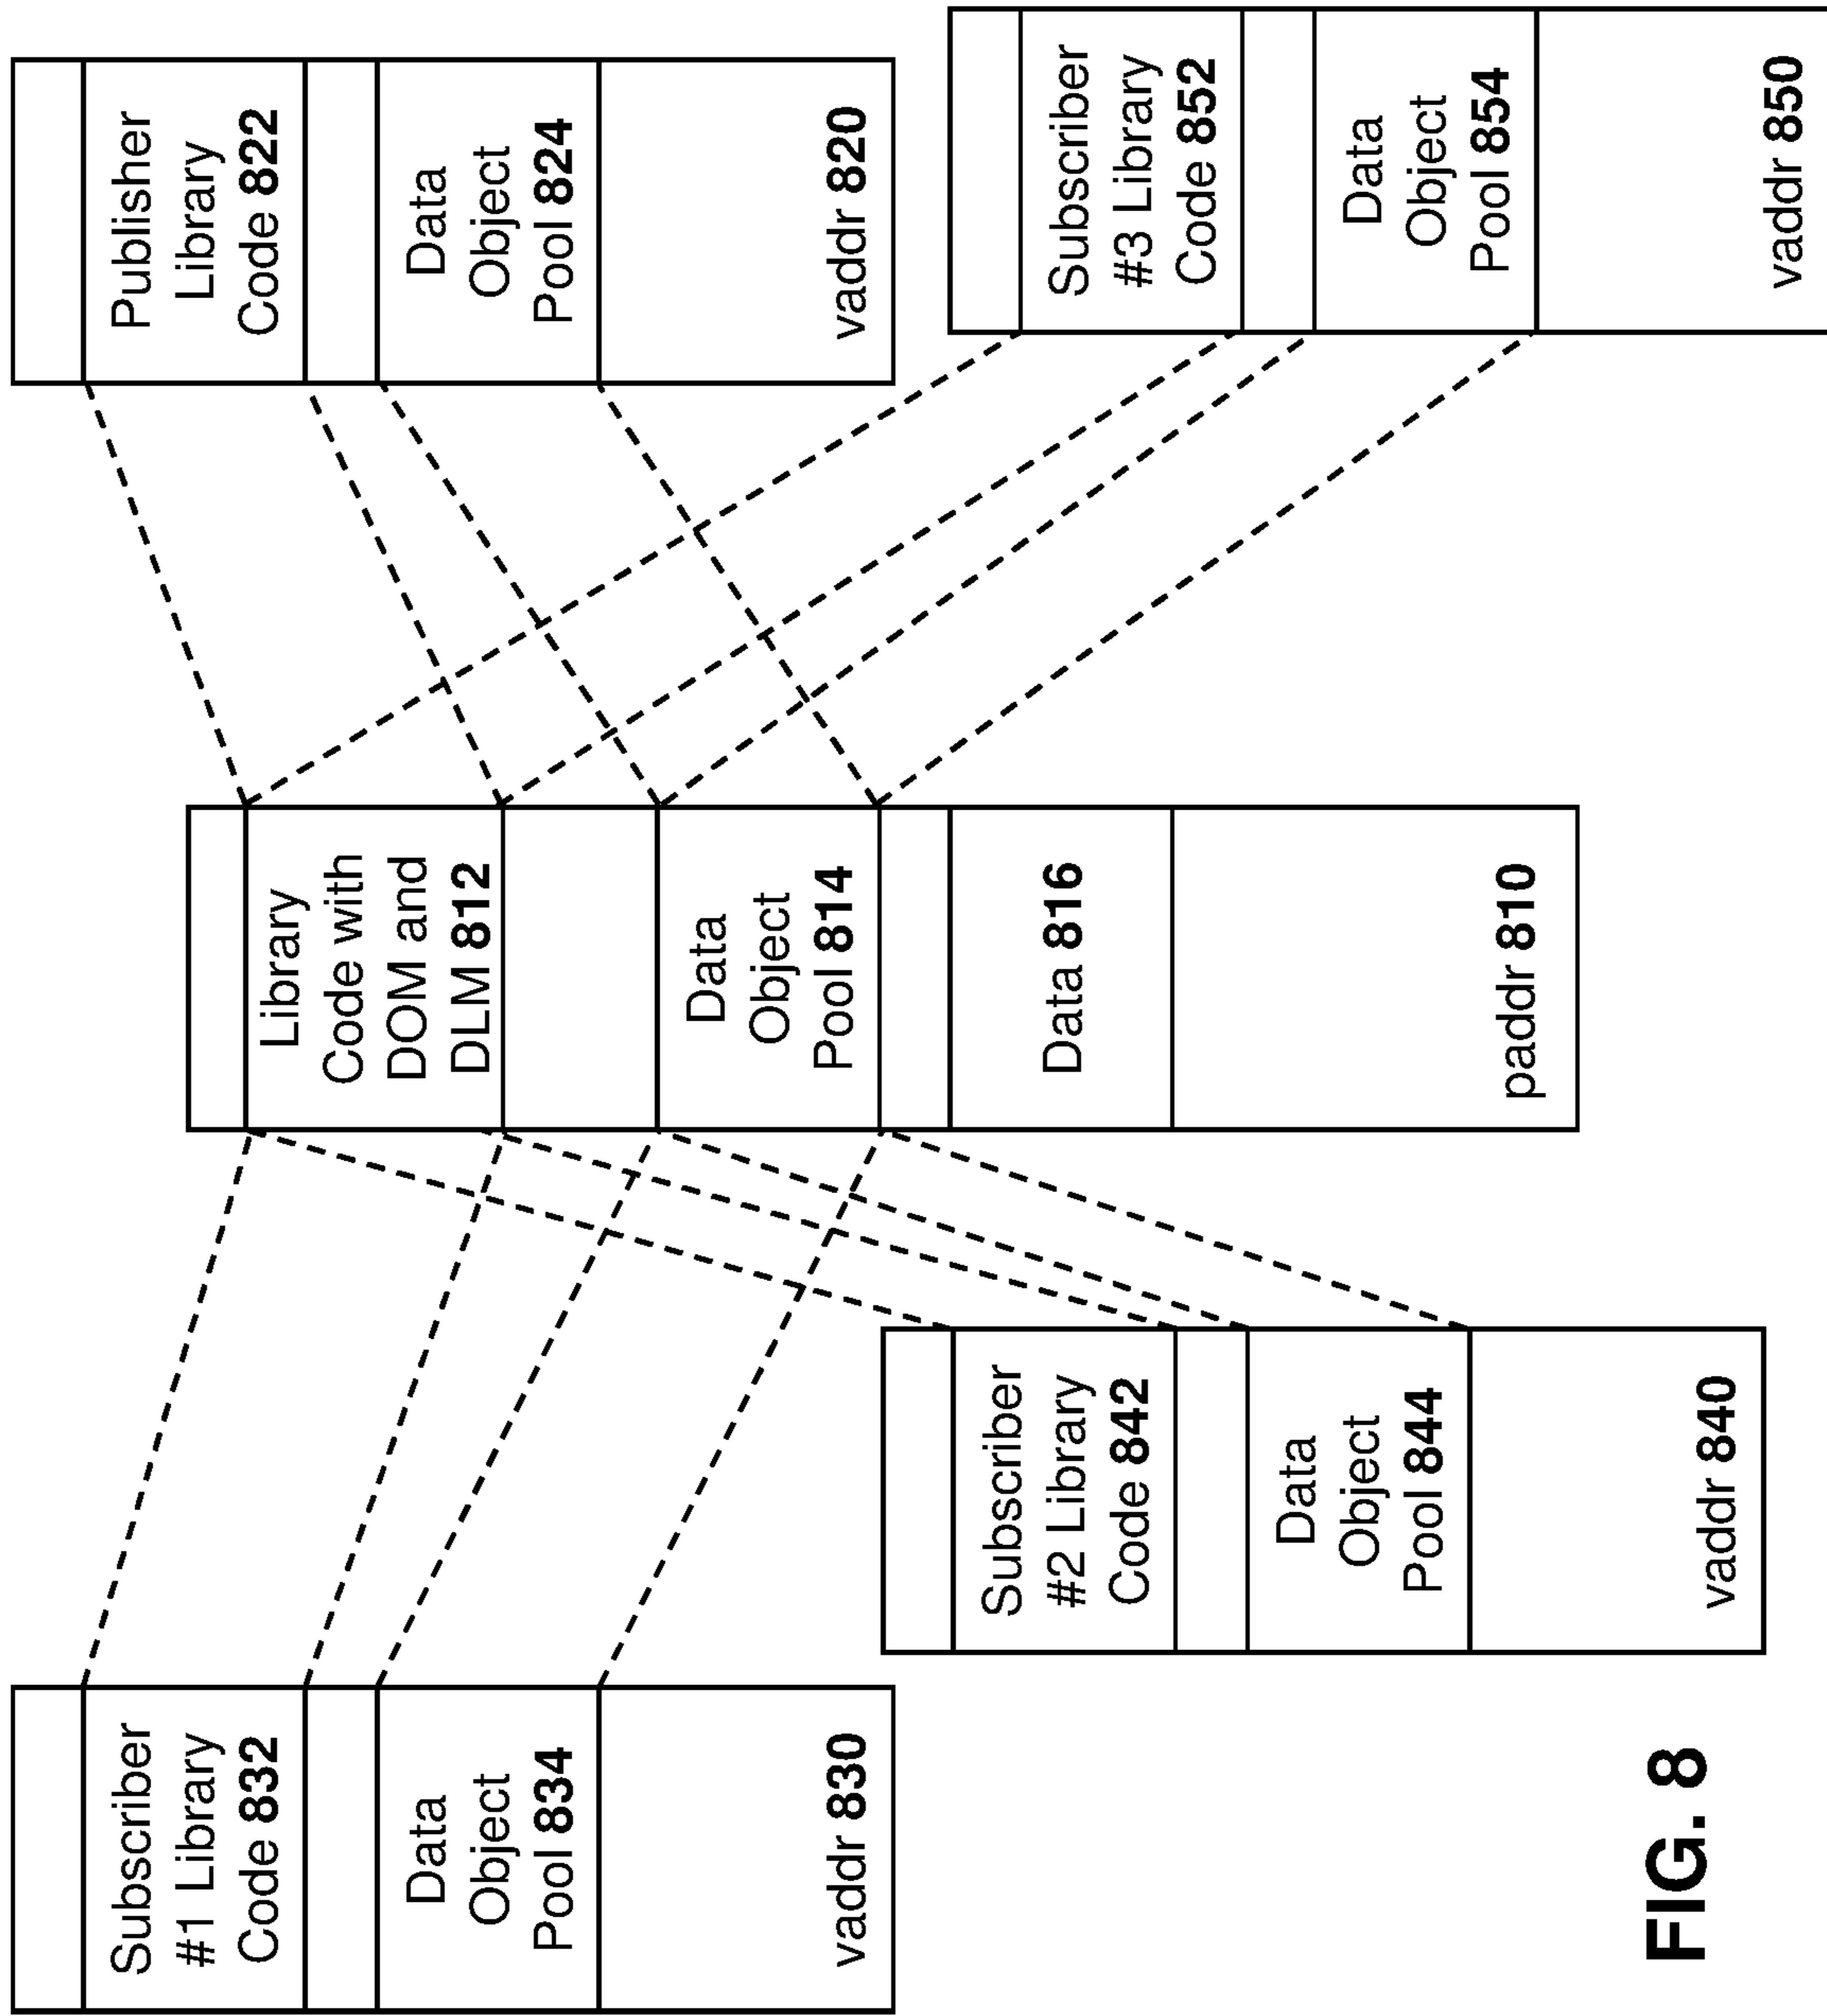 Subscriber
#1 Library
Code 832
Data
Object
Pool 834
vaddr 830
Subscriber
#2 Library
Code 842
Data
Object
Pool 844
vaddr 840
Library
Code with
DOM and
DLM 812
Data
Object
Pool 814
Data 816
paddr 810
Publisher
Library
Code 822
Data
Object
Pool 824
vaddr 820
Subscriber
#3 Library
Code 852
Data
Object
Pool 854
vaddr 850
FIG. 8